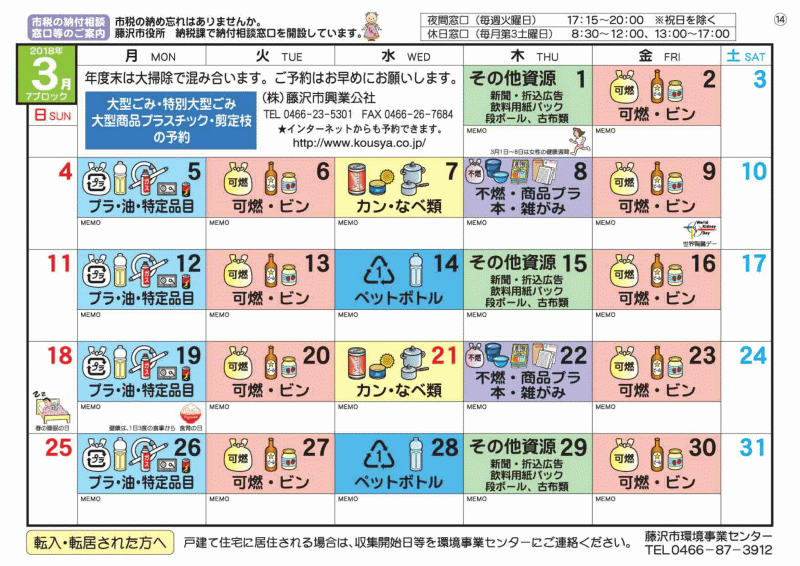 市税の納付相談
窓口等のご案内
市税の納め忘れはありませんか。
藤沢市役所 納税課で納付相談窓口を開設しています。
夜間窓口(毎週火曜日) 17:15~20:00 ※祝日を除く
休日窓口(毎月第3土曜日) 8:30~12:00、13:00~17:00
⑭
2018年
3月
7ブロック
日 SUN
月 MON
火 TUE
水 WED
木 THU
金 FRI
土 SAT
年度末は大掃除で混み合います。ご予約はお早めにお願いします。
大型ごみ・特別大型ごみ
大型商品プラスチック・剪定枝
の予約
(株)藤沢市興業公社
TEL 0466-23-5301 FAX 0466-26-7684
★インターネットからも予約できます。
http://www.kousya.co.jp/
その他資源 1
新聞・折込広告
飲料用紙パック
段ボール、古布類
MEMO
3月1日~8日は女性の健康週間
可燃 2
可燃・ビン
MEMO
3
4
プラ 5
プラ・油・特定品目
MEMO
可燃 6
可燃・ビン
MEMO
7
カン・なべ類
MEMO
不燃 8
不燃・商品プラ
本・雑がみ
MEMO
可燃 9
可燃・ビン
MEMO
World
Kidney
Day
世界腎臓デー
10
11
プラ 12
プラ・油・特定品目
MEMO
可燃 13
可燃・ビン
MEMO
1 14
ペットボトル
MEMO
その他資源 15
新聞・折込広告
飲料用紙パック
段ボール、古布類
MEMO
可燃 16
可燃・ビン
MEMO
17
18
春の睡眠の日
プラ 19
プラ・油・特定品目
MEMO
健康は、1日3度の食事から 食育の日
可燃 20
可燃・ビン
MEMO
21
カン・なべ類
MEMO
不燃 22
不燃・商品プラ
本・雑がみ
MEMO
可燃 23
可燃・ビン
MEMO
24
25
プラ 26
プラ・油・特定品目
MEMO
可燃 27
可燃・ビン
MEMO
1 28
ペットボトル
MEMO
その他資源 29
新聞・折込広告
飲料用紙パック
段ボール、古布類
MEMO
可燃 30
可燃・ビン
MEMO
31
転入・転居された方へ
戸建て住宅に居住される場合は、収集開始日等を環境事業センターにご連絡ください。
藤沢市環境事業センター
TEL0466-87-3912